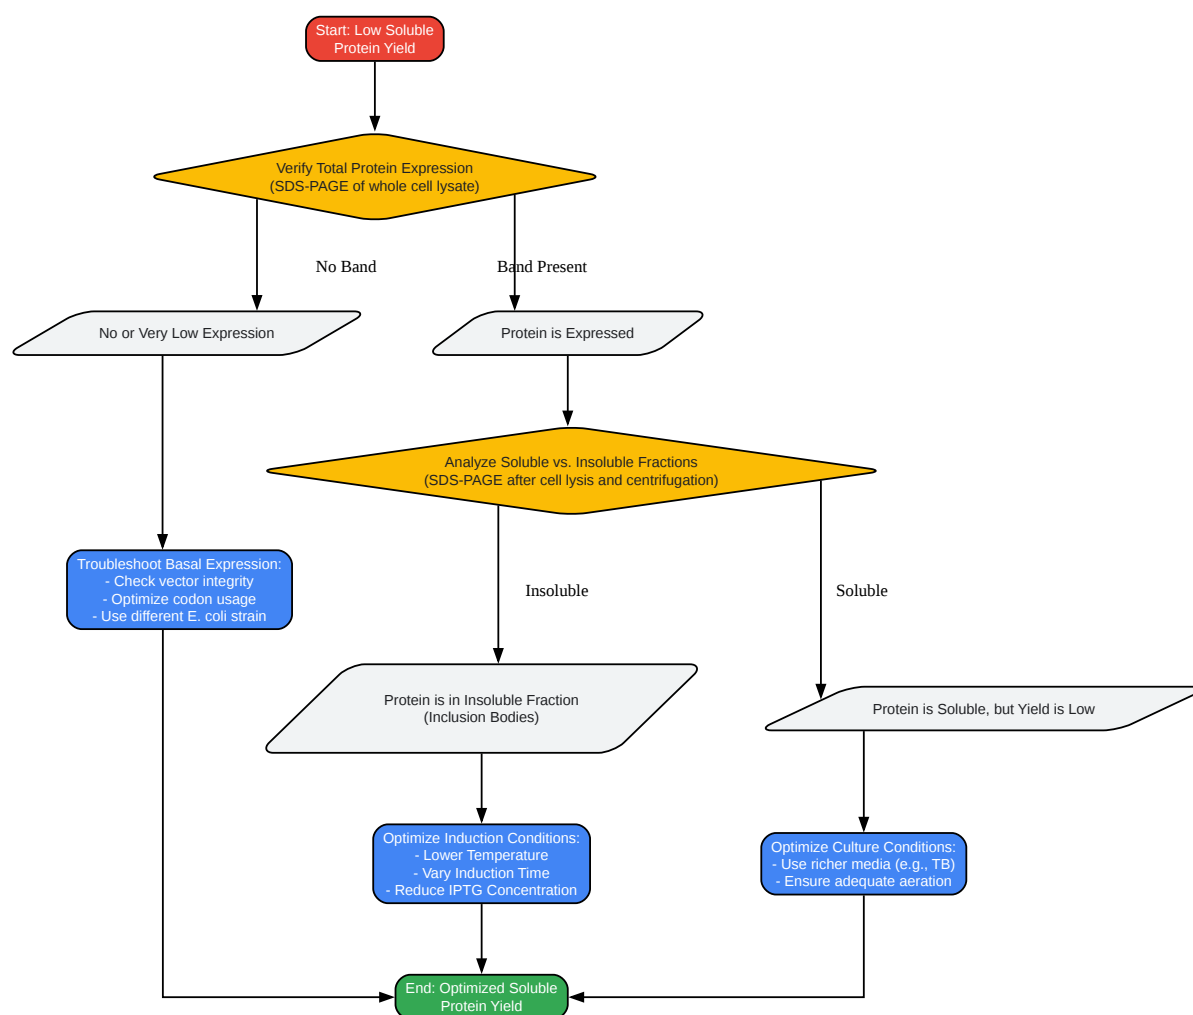 Start: Low Soluble
Protein Yield
Verify Total Protein Expression
(SDS-PAGE of whole cell lysate)
No Band
Band Present
No or Very Low Expression
Protein is Expressed
Analyze Soluble vs. Insoluble Fractions
(SDS-PAGE after cell lysis and centrifugation)
Troubleshoot Basal Expression:
- Check vector integrity
- Optimize codon usage
- Use different E. coli strain
Insoluble
Soluble
Protein is in Insoluble Fraction
(Inclusion Bodies)
Protein is Soluble, but Yield is Low
Optimize Induction Conditions:
- Lower Temperature
- Vary Induction Time
- Reduce IPTG Concentration
Optimize Culture Conditions:
- Use richer media (e.g., TB)
- Ensure adequate aeration
End: Optimized Soluble
Protein Yield